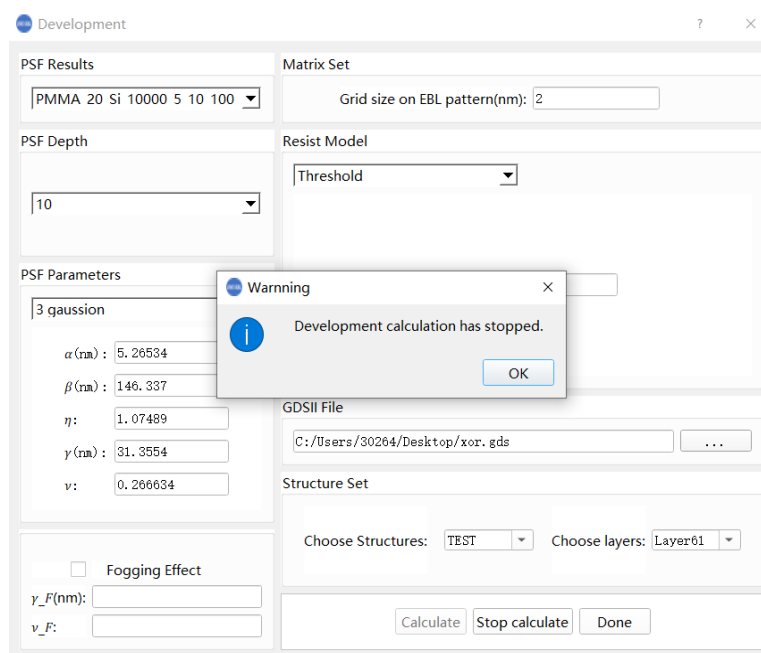 Development
?
PSF Results
PMMA 20 Si 10000 5 10 100
Matrix Set
Grid size on EBL pattern(nm): 2
PSF Depth
10
Resist Model
Threshold
PSF Parameters
3 gaussion
α(nm): 5.26534
β(nm): 146.337
η: 1.07489
γ(nm): 31.3554
ν: 0.266634
Warnning
Development calculation has stopped.
OK
GDSII File
C:/Users/30264/Desktop/xor.gds
...
Structure Set
Choose Structures: TEST
Choose layers: Layer61
Fogging Effect
γ_F(nm):
ν_F:
Calculate
Stop calculate
Done